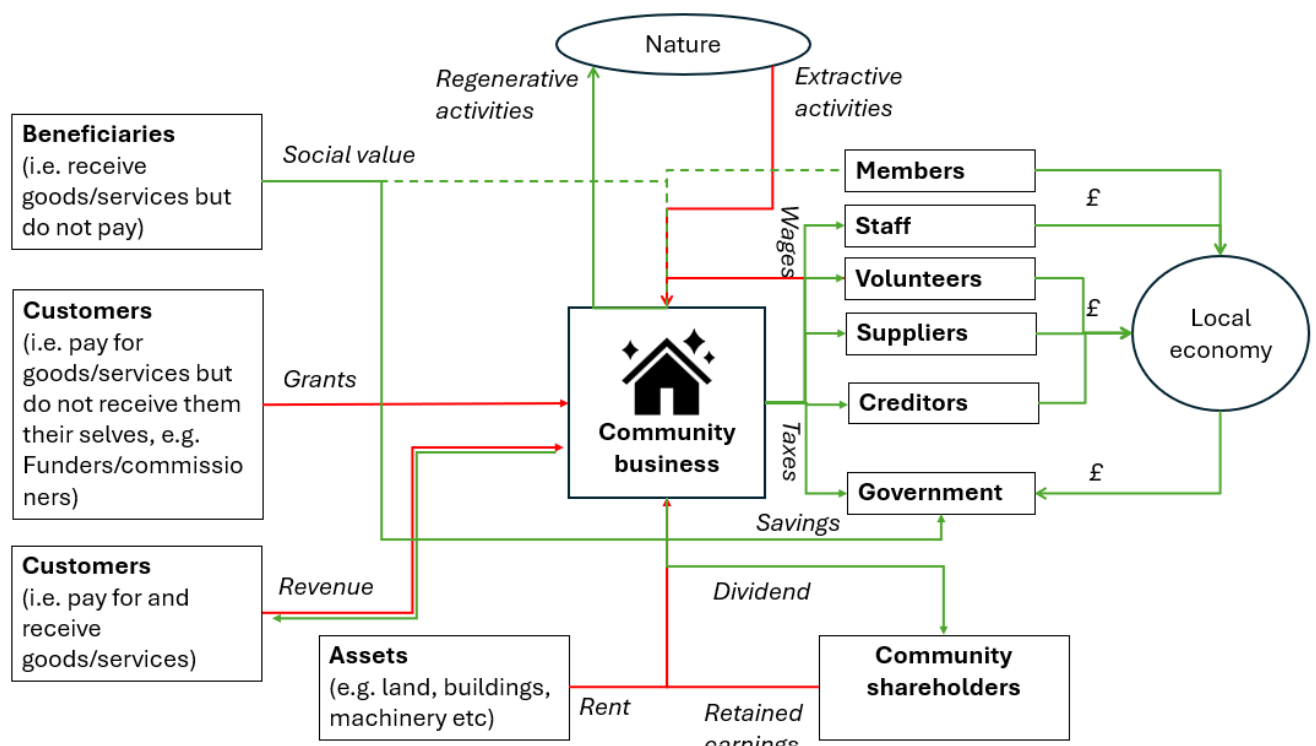 Nature
Regenerative
activities
Extractive
activities
Beneficiaries
(i.e. receive
goods/services but
do not pay)
Social value
Members
£
Staff
Wages
Volunteers
£
Suppliers
Local
economy
Customers
(i.e. pay for
goods/services but
do not receive them
their selves, e.g.
Funders/commissio
ners)
Grants
Community
business
Creditors
Taxes
Government
£
Savings
Customers
(i.e. pay for and
receive
goods/services)
Revenue
Dividend
Assets
(e.g. land, buildings,
machinery etc)
Rent
Retained
earnings
Community
shareholders